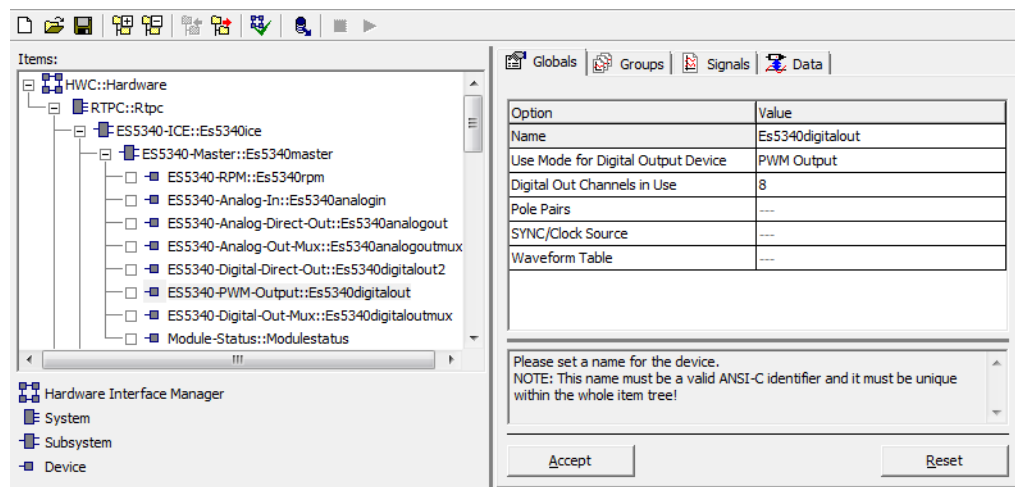 Items:
HWC::Hardware
RTPC::Rtpc
ES5340-ICE::Es5340ice
ES5340-Master::Es5340master
ES5340-RPM::Es5340rpm
ES5340-Analog-In::Es5340analogin
ES5340-Analog-Direct-Out::Es5340analogout
ES5340-Analog-Out-Mux::Es5340analogoutmux
ES5340-Digital-Direct-Out::Es5340digitalout2
ES5340-PWM-Output::Es5340digitalout
ES5340-Digital-Out-Mux::Es5340digitaloutmux
Module-Status::Modulestatus
Hardware Interface Manager
System
Subsystem
Device
Globals Groups Signals Data
Option Value
Name Es5340digitalout
Use Mode for Digital Output Device PWM Output
Digital Out Channels in Use 8
Pole Pairs ---
SYNC/Clock Source ---
Waveform Table ---
Please set a name for the device.
NOTE: This name must be a valid ANSI-C identifier and it must be unique
within the whole item tree!
Accept Reset